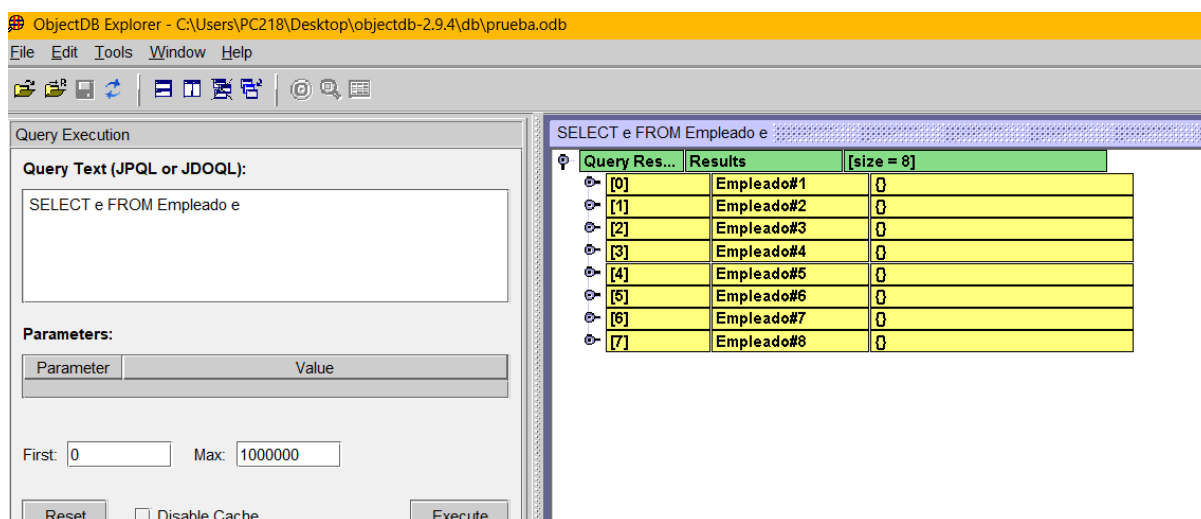 ObjectDB Explorer - C:\Users\PC218\Desktop\objectdb-2.9.4\db\prueba.odb
File Edit Tools Window Help
Query Execution
Query Text (JPQL or JDOQL):
SELECT e FROM Empleado e
Parameters:
Parameter Value
First: 0 Max: 1000000
Reset Disable Cache Execute
SELECT e FROM Empleado e
Query Res... Results [size = 8]
[0] Empleado#1 {}
[1] Empleado#2 {}
[2] Empleado#3 {}
[3] Empleado#4 {}
[4] Empleado#5 {}
[5] Empleado#6 {}
[6] Empleado#7 {}
[7] Empleado#8 {}